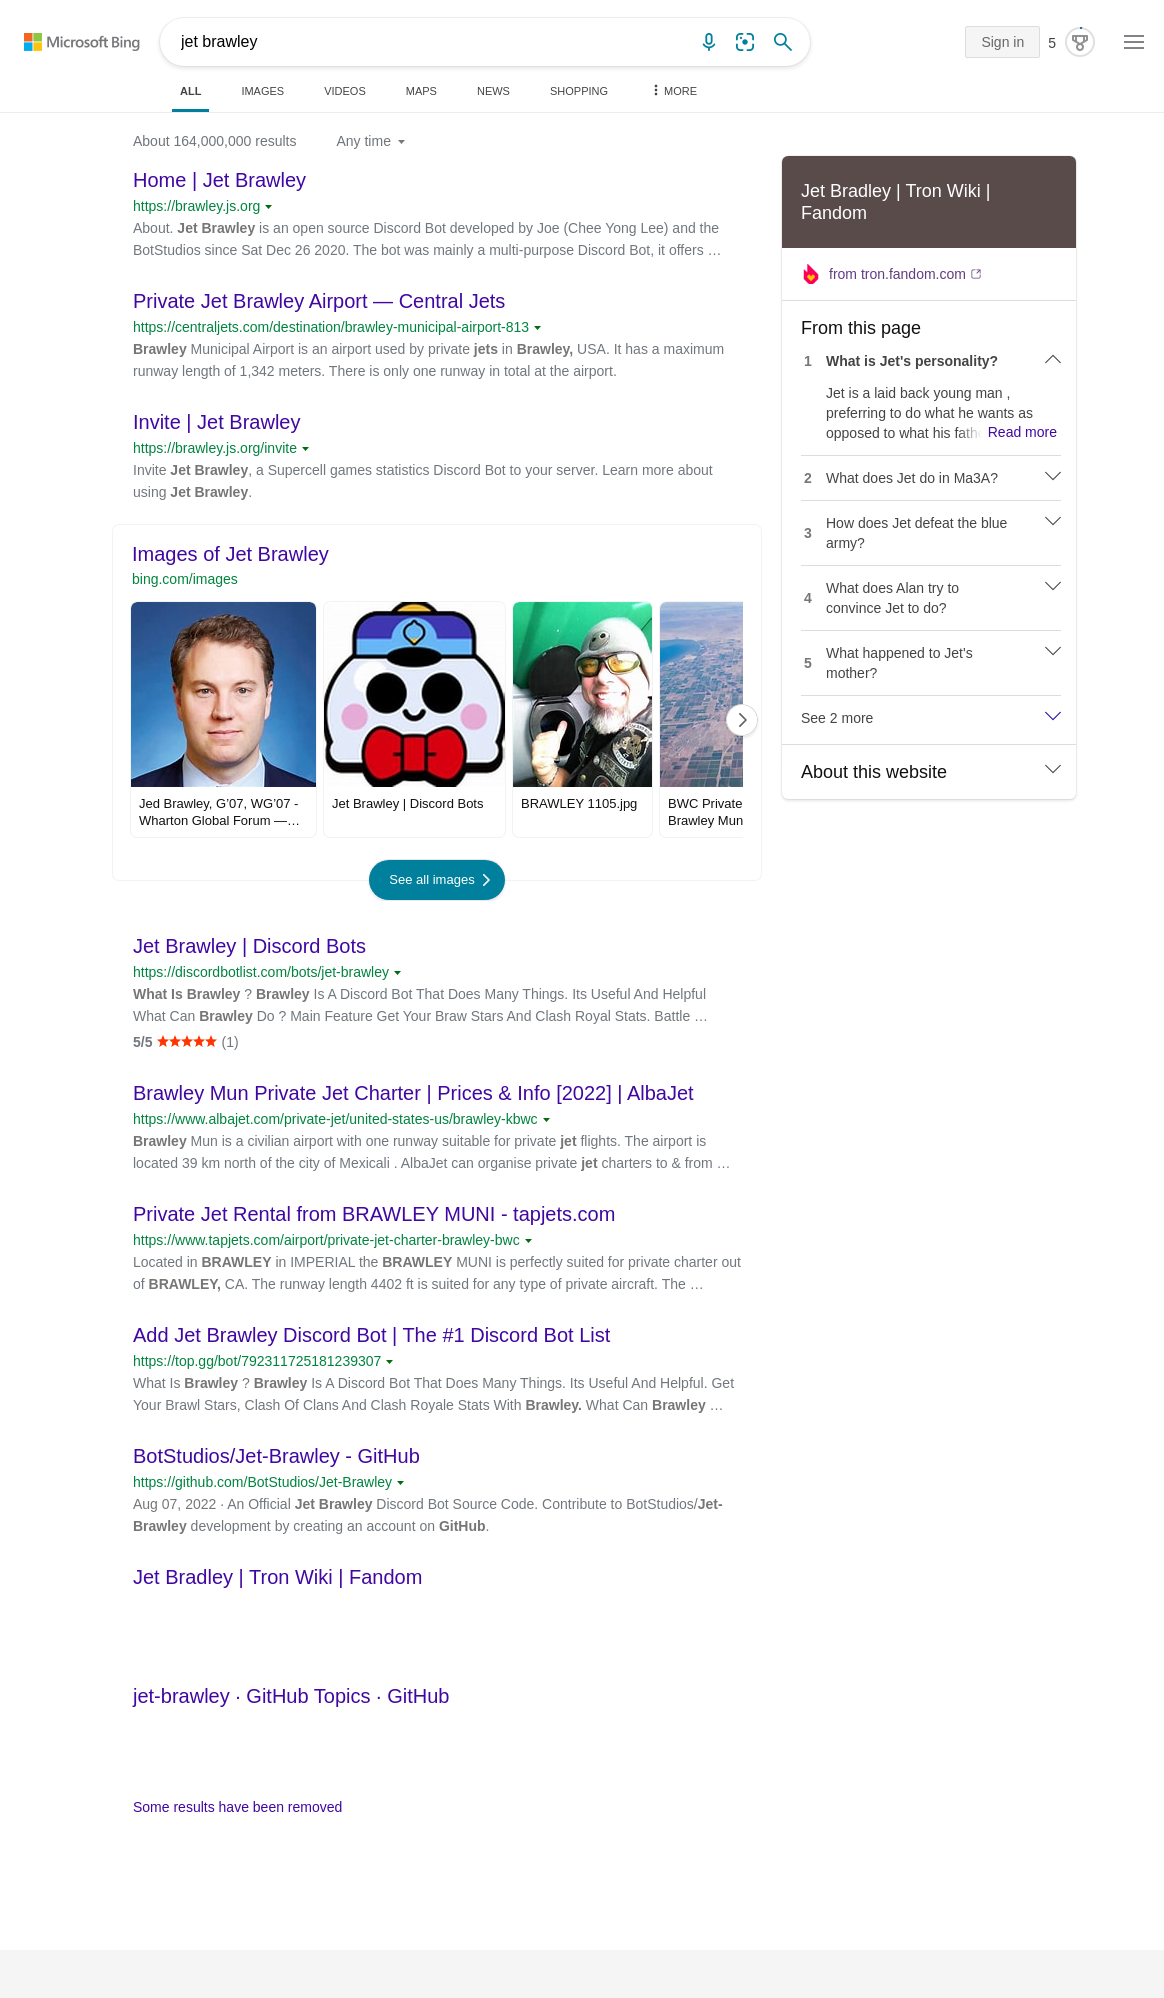 Microsoft Bing
jet brawley
Sign in
5
ALL
IMAGES
VIDEOS
MAPS
NEWS
SHOPPING
MORE
About 164,000,000 results
Any time
Home | Jet Brawley
https://brawley.js.org
About. Jet Brawley is an open source Discord Bot developed by Joe (Chee Yong Lee) and the
BotStudios since Sat Dec 26 2020. The bot was mainly a multi-purpose Discord Bot, it offers …
Private Jet Brawley Airport — Central Jets
https://centraljets.com/destination/brawley-municipal-airport-813
Brawley Municipal Airport is an airport used by private jets in Brawley, USA. It has a maximum
runway length of 1,342 meters. There is only one runway in total at the airport.
Invite | Jet Brawley
https://brawley.js.org/invite
Invite Jet Brawley, a Supercell games statistics Discord Bot to your server. Learn more about
using Jet Brawley.
Images of Jet Brawley
bing.com/images
Jed Brawley, G'07, WG'07 -
Wharton Global Forum —…
Jet Brawley | Discord Bots
BRAWLEY 1105.jpg
BWC Private
Brawley Mun
See all images
Jet Brawley | Discord Bots
https://discordbotlist.com/bots/jet-brawley
What Is Brawley ? Brawley Is A Discord Bot That Does Many Things. Its Useful And Helpful
What Can Brawley Do ? Main Feature Get Your Braw Stars And Clash Royal Stats. Battle …
5/5 ★★★★★ (1)
Brawley Mun Private Jet Charter | Prices & Info [2022] | AlbaJet
https://www.albajet.com/private-jet/united-states-us/brawley-kbwc
Brawley Mun is a civilian airport with one runway suitable for private jet flights. The airport is
located 39 km north of the city of Mexicali . AlbaJet can organise private jet charters to & from …
Private Jet Rental from BRAWLEY MUNI - tapjets.com
https://www.tapjets.com/airport/private-jet-charter-brawley-bwc
Located in BRAWLEY in IMPERIAL the BRAWLEY MUNI is perfectly suited for private charter out
of BRAWLEY, CA. The runway length 4402 ft is suited for any type of private aircraft. The …
Add Jet Brawley Discord Bot | The #1 Discord Bot List
https://top.gg/bot/792311725181239307
What Is Brawley ? Brawley Is A Discord Bot That Does Many Things. Its Useful And Helpful. Get
Your Brawl Stars, Clash Of Clans And Clash Royale Stats With Brawley. What Can Brawley …
BotStudios/Jet-Brawley - GitHub
https://github.com/BotStudios/Jet-Brawley
Aug 07, 2022 · An Official Jet Brawley Discord Bot Source Code. Contribute to BotStudios/Jet-
Brawley development by creating an account on GitHub.
Jet Bradley | Tron Wiki | Fandom
jet-brawley · GitHub Topics · GitHub
Some results have been removed
Jet Bradley | Tron Wiki |
Fandom
from tron.fandom.com
From this page
1 What is Jet's personality?
Jet is a laid back young man ,
preferring to do what he wants as
opposed to what his fath Read more
2 What does Jet do in Ma3A?
3 How does Jet defeat the blue
army?
4 What does Alan try to
convince Jet to do?
5 What happened to Jet's
mother?
See 2 more
About this website